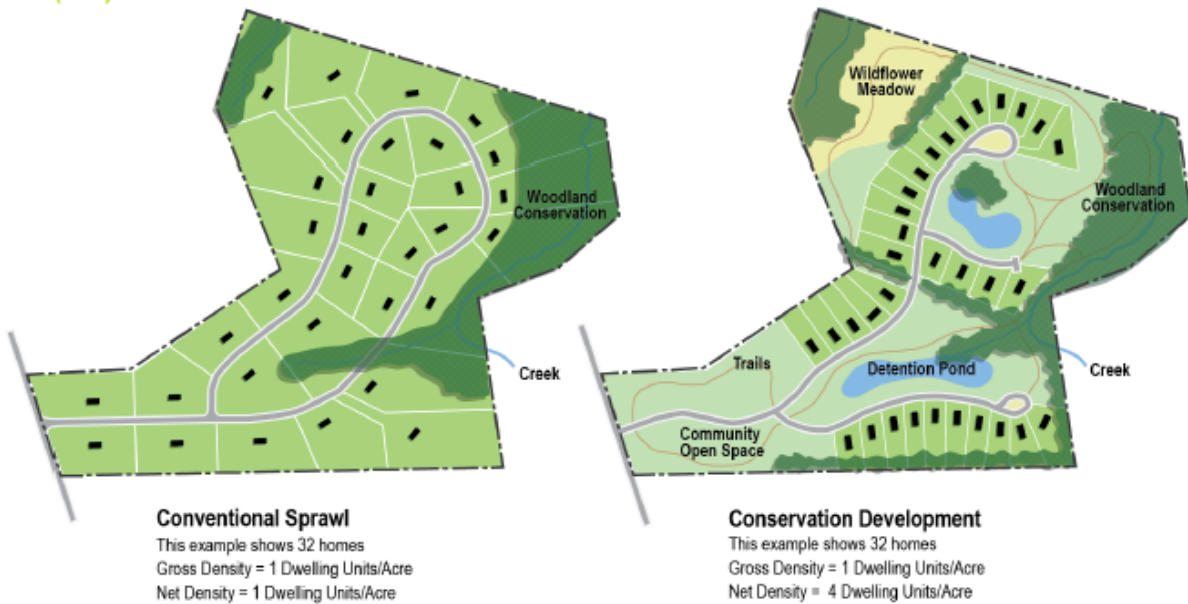 Woodland
Conservation
Creek
Conventional Sprawl
This example shows 32 homes
Gross Density = 1 Dwelling Units/Acre
Net Density = 1 Dwelling Units/Acre
Wildflower
Meadow
Woodland
Conservation
Trails
Detention Pond
Creek
Community
Open Space
Conservation Development
This example shows 32 homes
Gross Density = 1 Dwelling Units/Acre
Net Density = 4 Dwelling Units/Acre